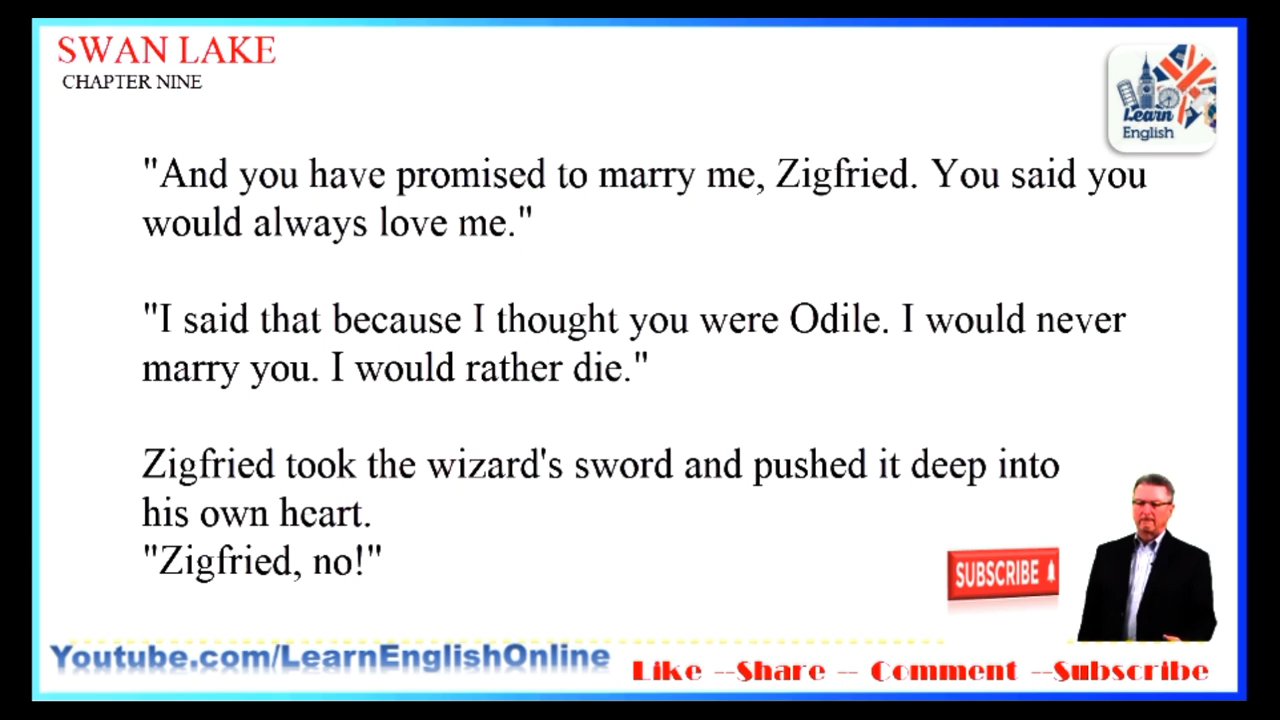 SWAN LAKE
CHAPTER NINE
Learn
English
"And you have promised to marry me, Zigfried. You said you
would always love me."
"I said that because I thought you were Odile. I would never
marry you. I would rather die."
Zigfried took the wizard's sword and pushed it deep into
his own heart.
"Zigfried, no!"
SUBSCRIBE
Youtube.com/LearnEnglishOnline
Like --Share -- Comment --Subscribe